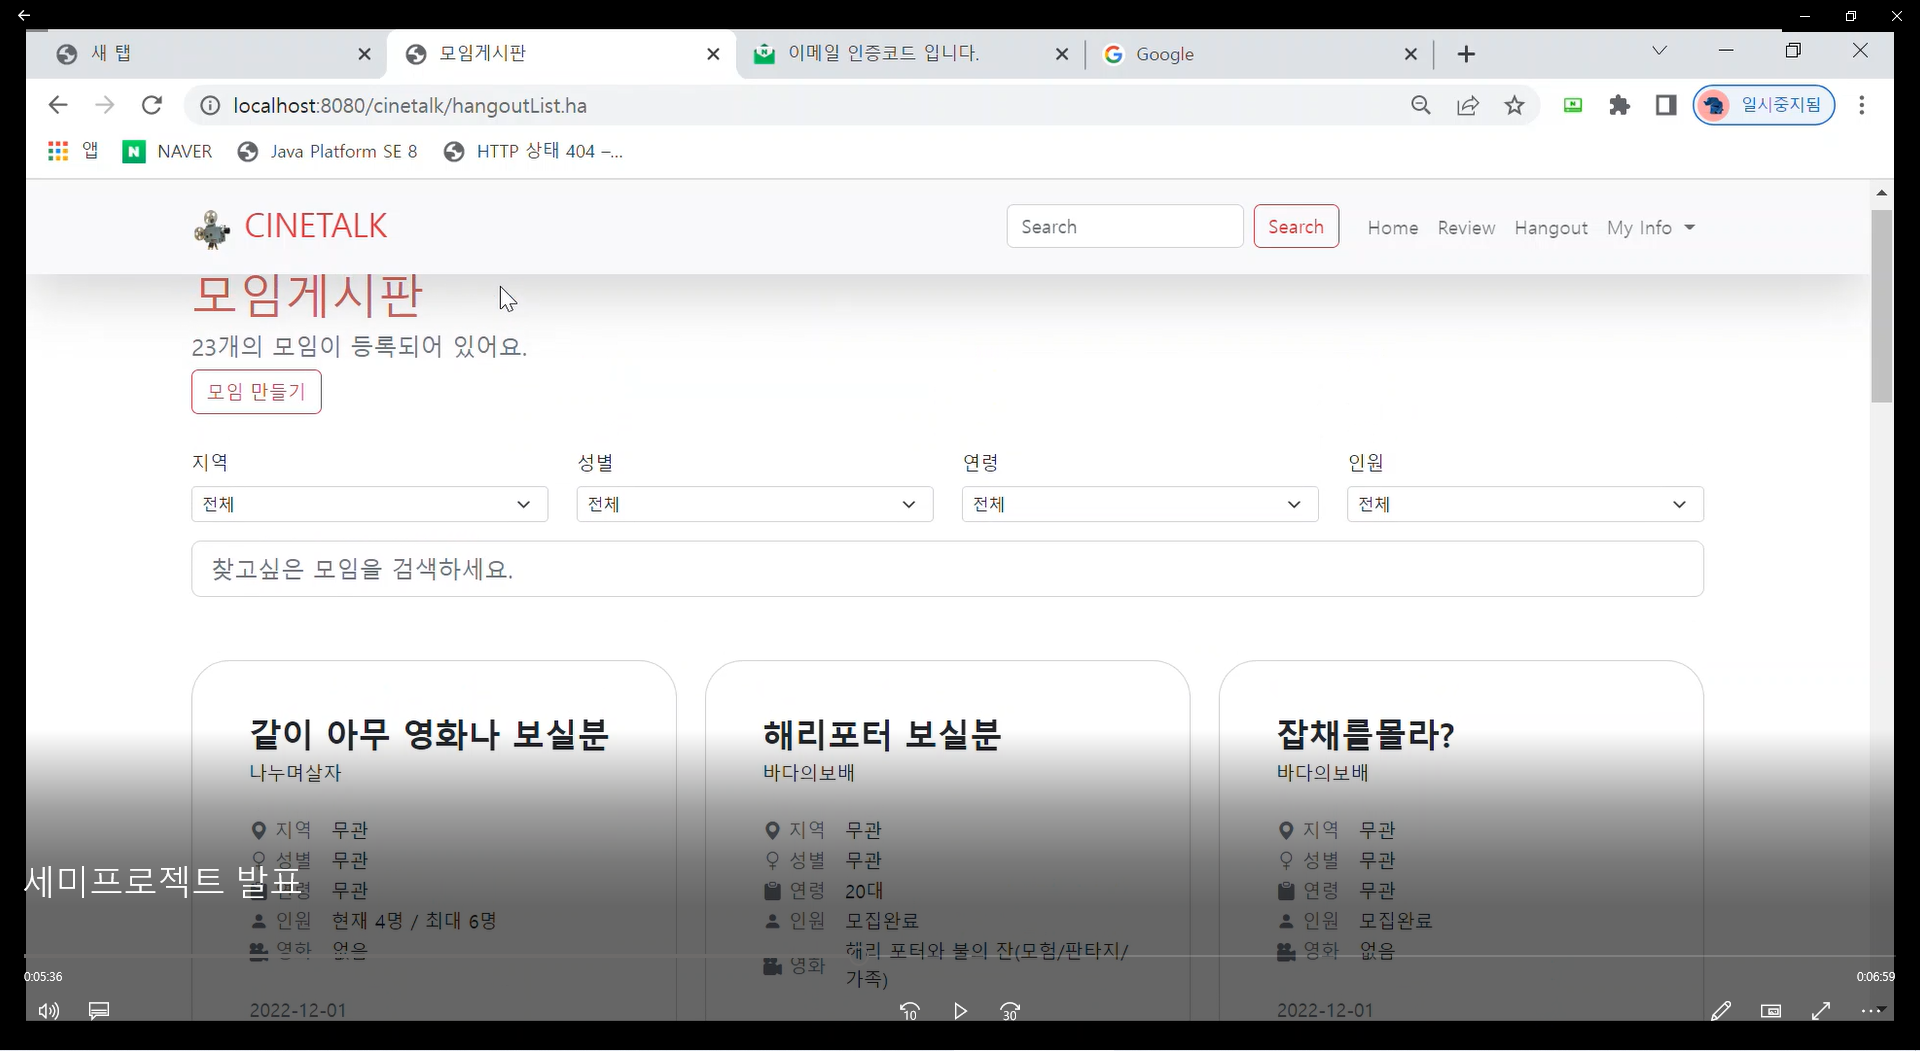 새 탭
모임게시판
이메일 인증코드 입니다.
Google
localhost:8080/cinetalk/hangoutList.ha
일시중지됨
앱
NAVER
Java Platform SE 8
HTTP 상태 404 –...
CINETALK
Search
Search
Home
Review
Hangout
My Info
모임게시판
23개의 모임이 등록되어 있어요.
모임 만들기
지역
성별
연령
인원
전체
전체
전체
전체
찾고싶은 모임을 검색하세요.
같이 아무 영화나 보실분
나누며살자
지역 무관
성별 무관
연령 무관
인원 현재 4명 / 최대 6명
영화 없음
2022-12-01
해리포터 보실분
바다의보배
지역 무관
성별 무관
연령 20대
인원 모집완료
영화 해리 포터와 불의 잔(모험/판타지/
가족)
잡채를몰라?
바다의보배
지역 무관
성별 무관
연령 무관
인원 모집완료
영화 없음
2022-12-01
세미프로젝트 발표
0:05:36
0:06:59
10
30